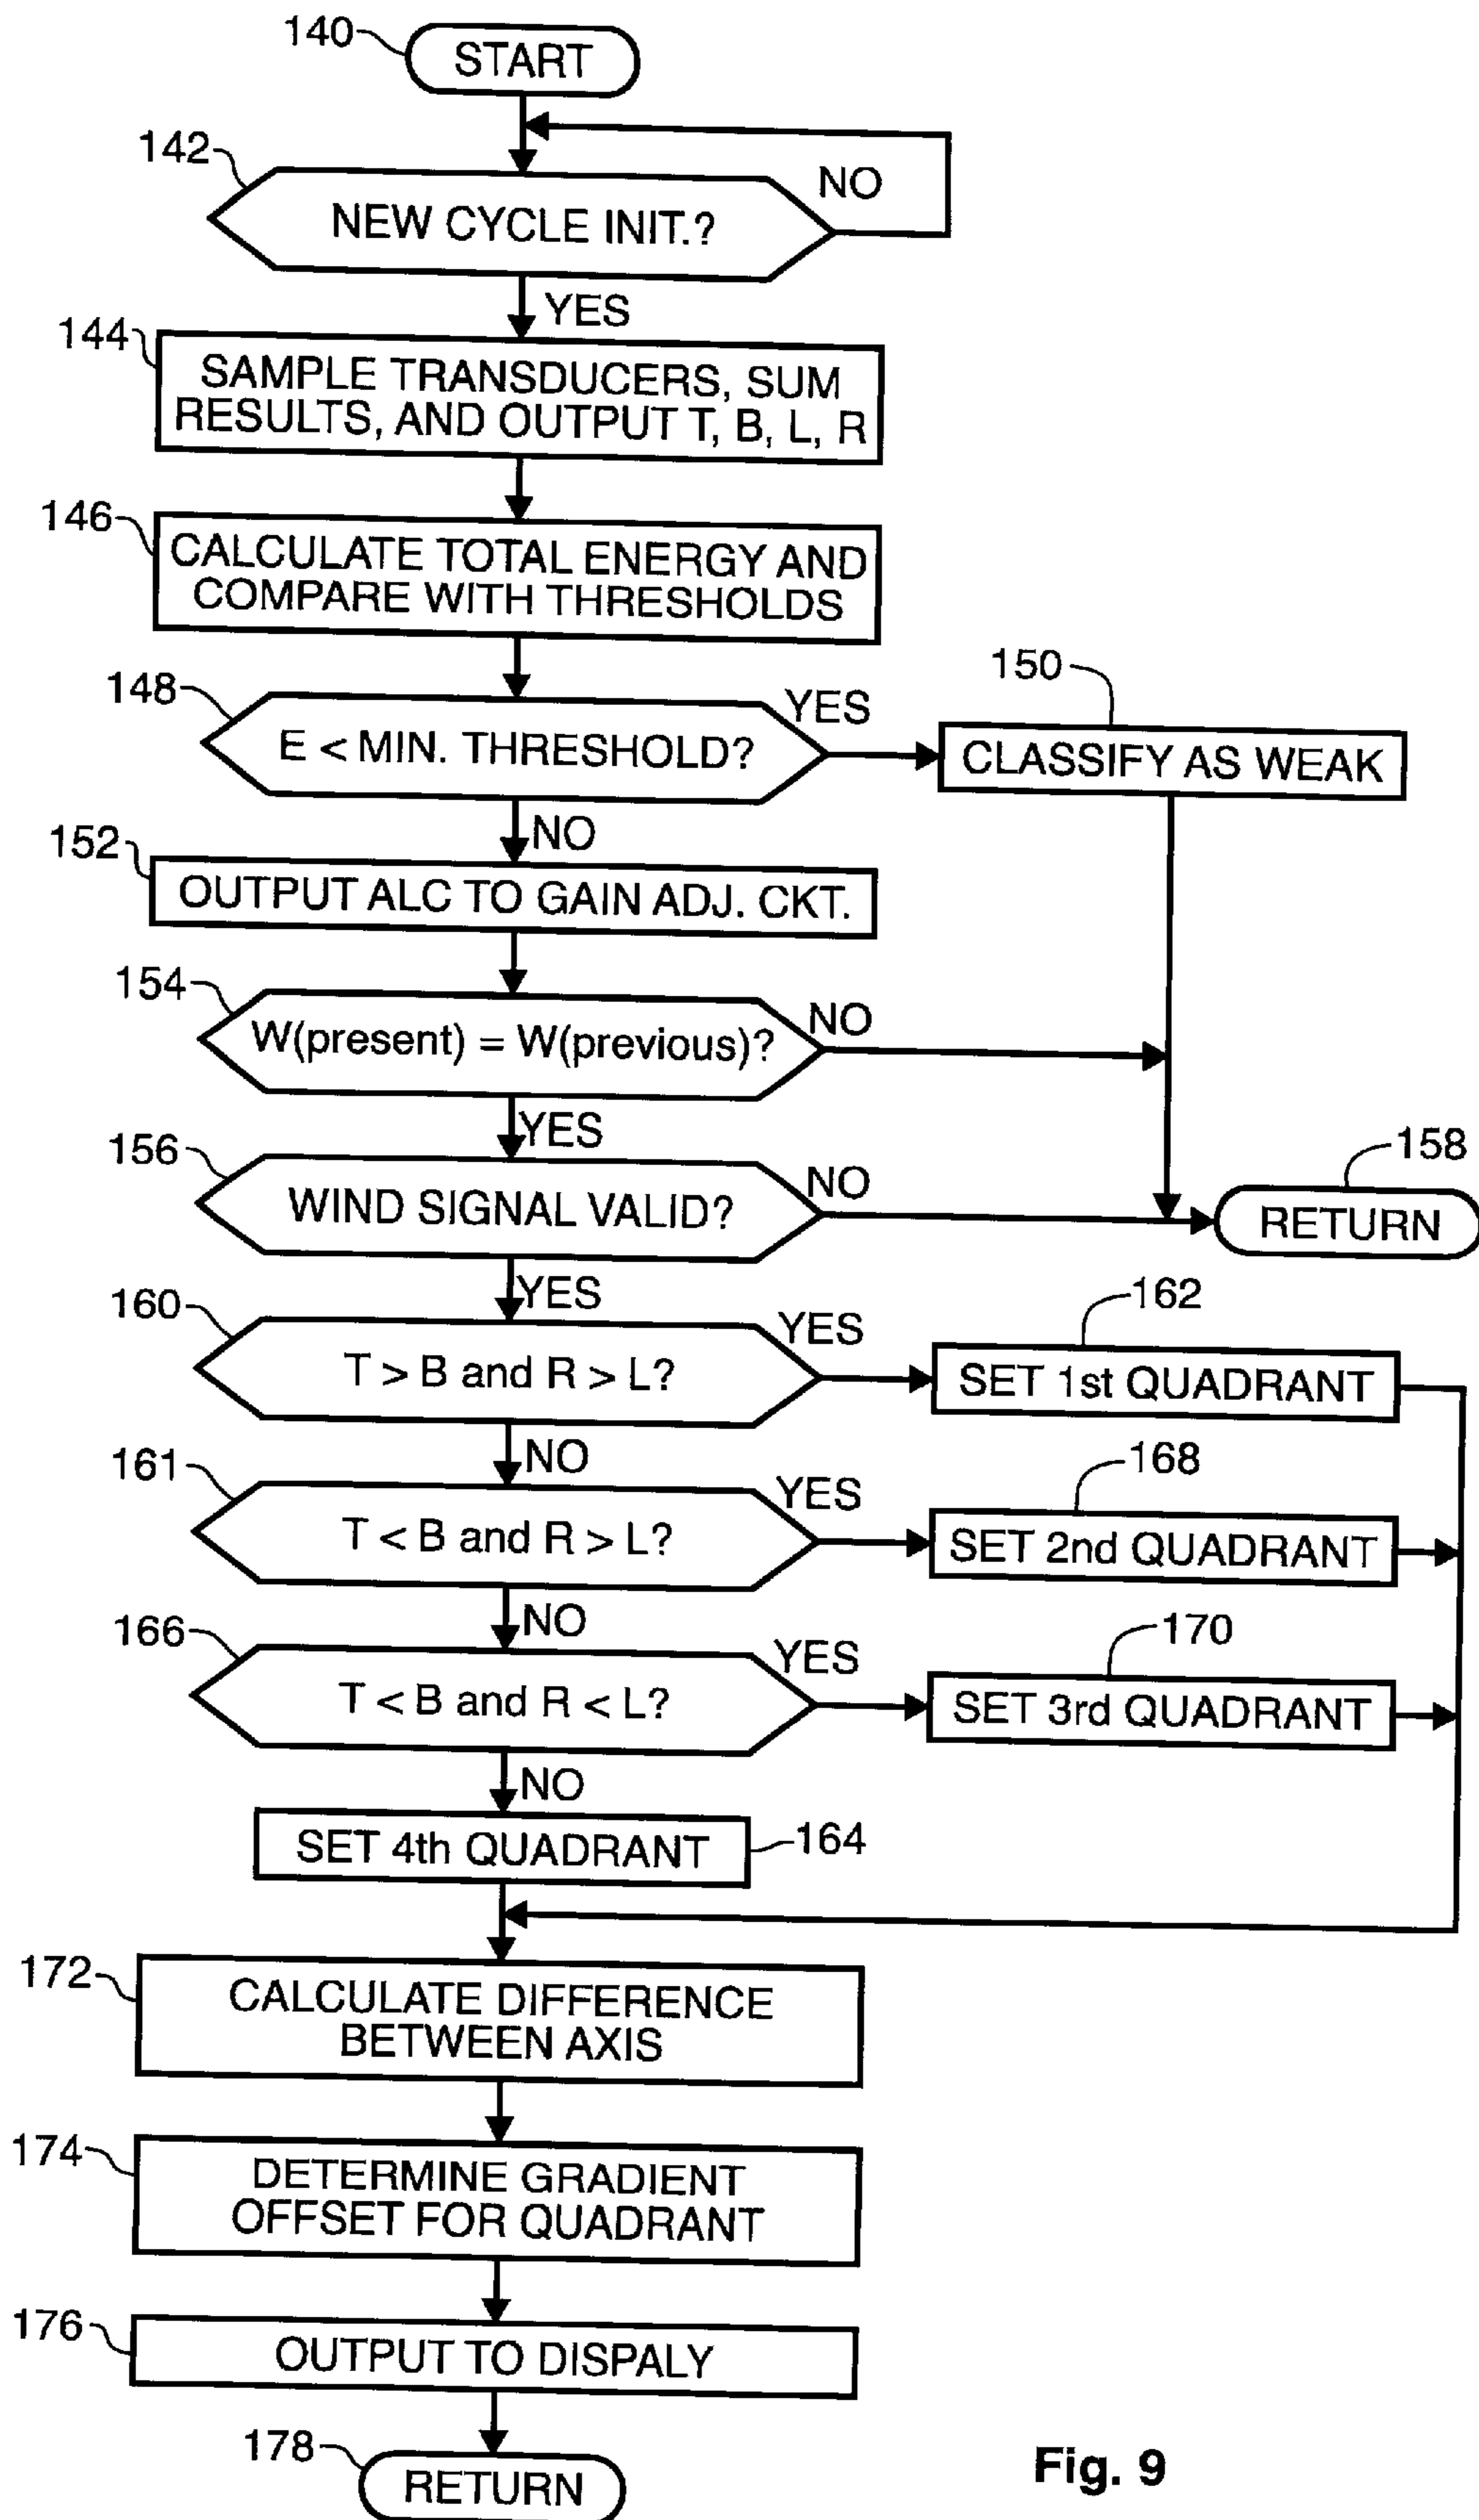 140
START
142
NO
NEW CYCLE INIT.?
YES
144
SAMPLE TRANSDUCERS, SUM
RESULTS, AND OUTPUT T, B, L, R
146
CALCULATE TOTAL ENERGY AND
COMPARE WITH THRESHOLDS
148
E < MIN. THRESHOLD?
YES
150
CLASSIFY AS WEAK
NO
152
OUTPUT ALC TO GAIN ADJ. CKT.
154
W(present) = W(previous)?
NO
YES
156
WIND SIGNAL VALID?
NO
158
RETURN
YES
160
T > B and R > L?
YES
162
SET 1st QUADRANT
NO
161
T < B and R > L?
YES
168
SET 2nd QUADRANT
NO
166
T < B and R < L?
YES
170
SET 3rd QUADRANT
NO
SET 4th QUADRANT
164
172
CALCULATE DIFFERENCE
BETWEEN AXIS
174
DETERMINE GRADIENT
OFFSET FOR QUADRANT
176
OUTPUT TO DISPALY
178
RETURN
Fig. 9